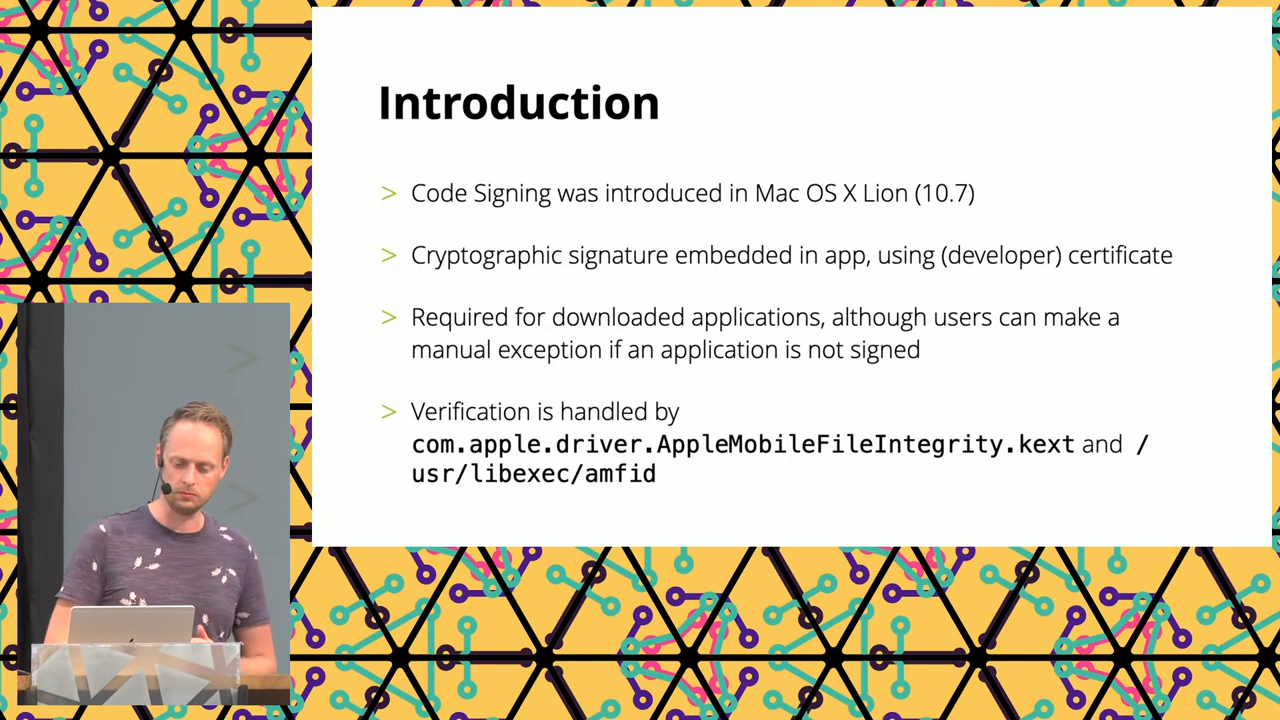 Introduction
> Code Signing was introduced in Mac OS X Lion (10.7)
> Cryptographic signature embedded in app, using (developer) certificate
> Required for downloaded applications, although users can make a
manual exception if an application is not signed
> Verification is handled by
com.apple.driver.AppleMobileFileIntegrity.kext and /
usr/libexec/amfid